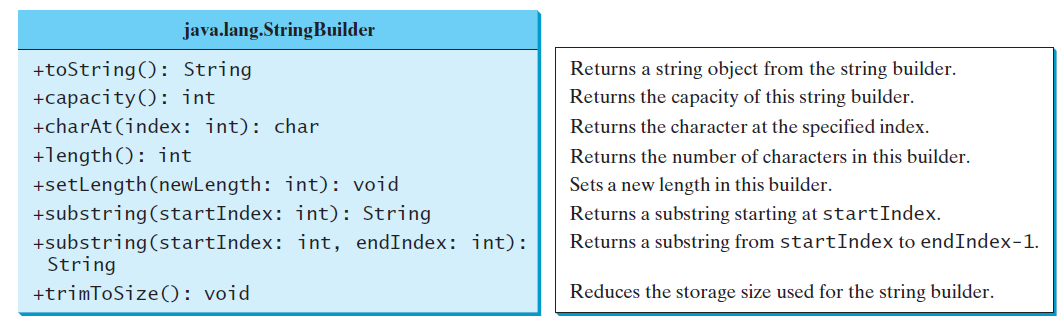 java.lang.StringBuilder
+toString(): String
Returns a string object from the string builder.
+capacity(): int
Returns the capacity of this string builder.
+charAt(index: int): char
Returns the character at the specified index.
+length(): int
Returns the number of characters in this builder.
+setLength(newLength: int): void
Sets a new length in this builder.
+substring(startIndex: int): String
Returns a substring starting at startIndex.
+substring(startIndex: int, endIndex: int):
String
Returns a substring from startIndex to endIndex-1.
+trimToSize(): void
Reduces the storage size used for the string builder.